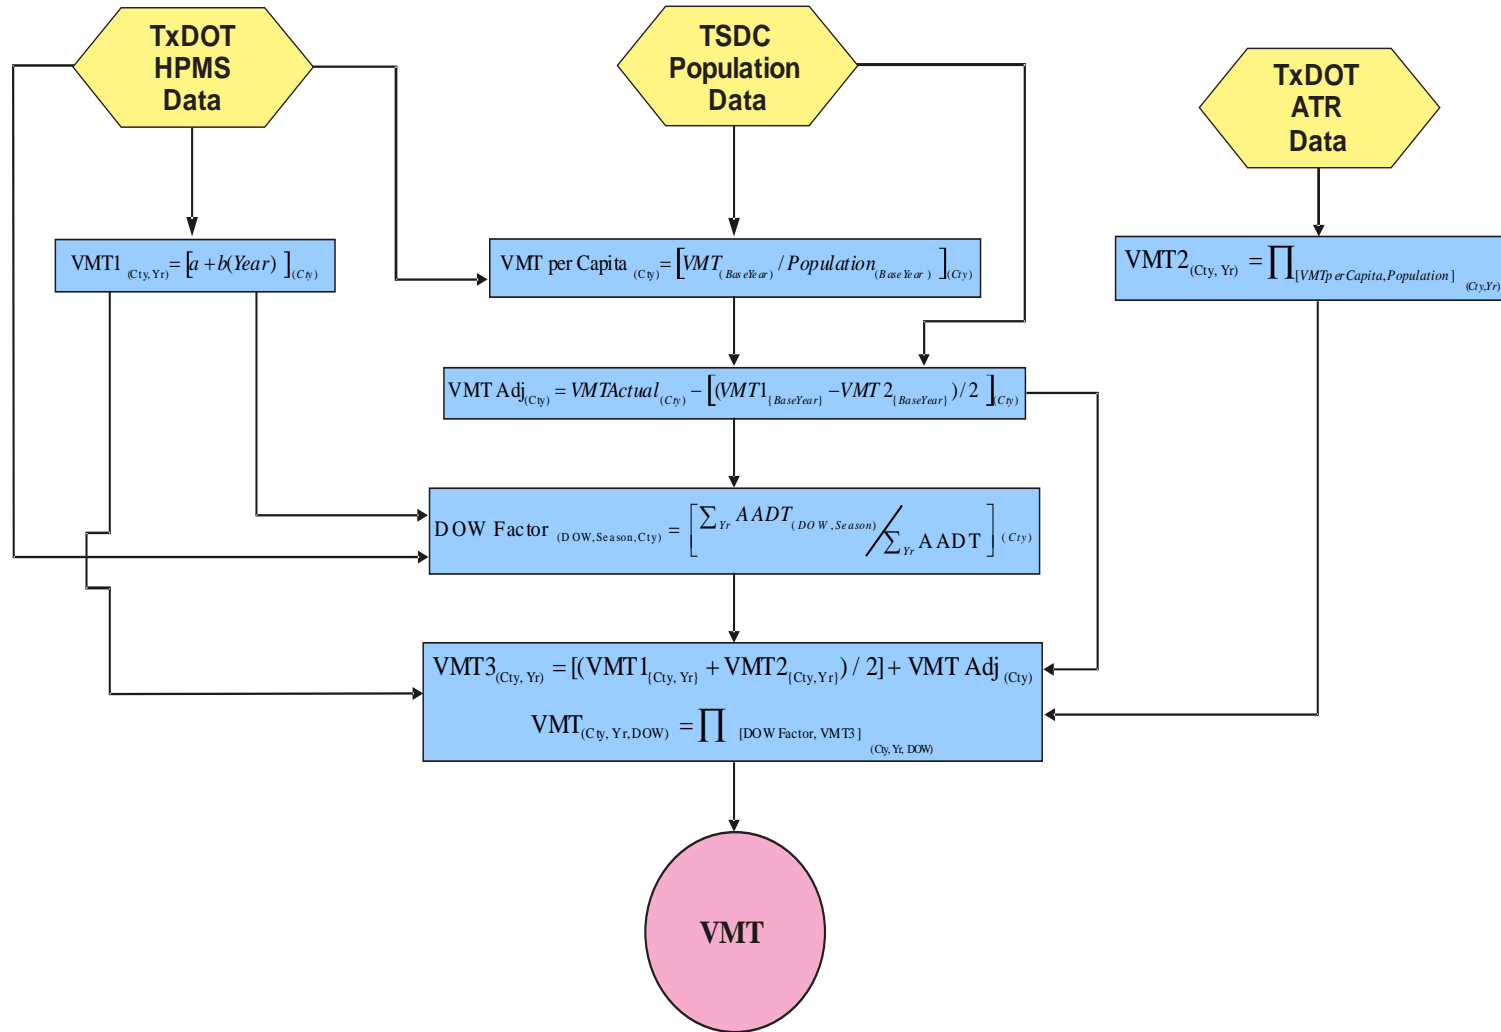 TxDOT
HPMS
Data
TSDC
Population
Data
TxDOT
ATR
Data
VMT1 (Cty, Yr) = [a + b(Year) ](Cty)
VMT per Capita (Cty) = [VMT(BaseYear) / Population(BaseYear) ](Cty)
VMT2(Cty, Yr) = ∏[VMTperCapita, Population] (Cty,Yr)
VMT Adj(Cty) = VMTActual(Cty) − [(VMT1{BaseYear} − VMT2{BaseYear}) / 2 ](Cty)
DOW Factor (DOW,Season,Cty) = [∑Yr AADT(DOW,Season) / ∑Yr AADT] (Cty)
VMT3(Cty, Yr) = [(VMT1{Cty, Yr} + VMT2{Cty,Yr}) / 2] + VMT Adj(Cty)
VMT(Cty, Yr,DOW) = ∏ [DOW Factor, VMT3] (Cty, Yr, DOW)
VMT